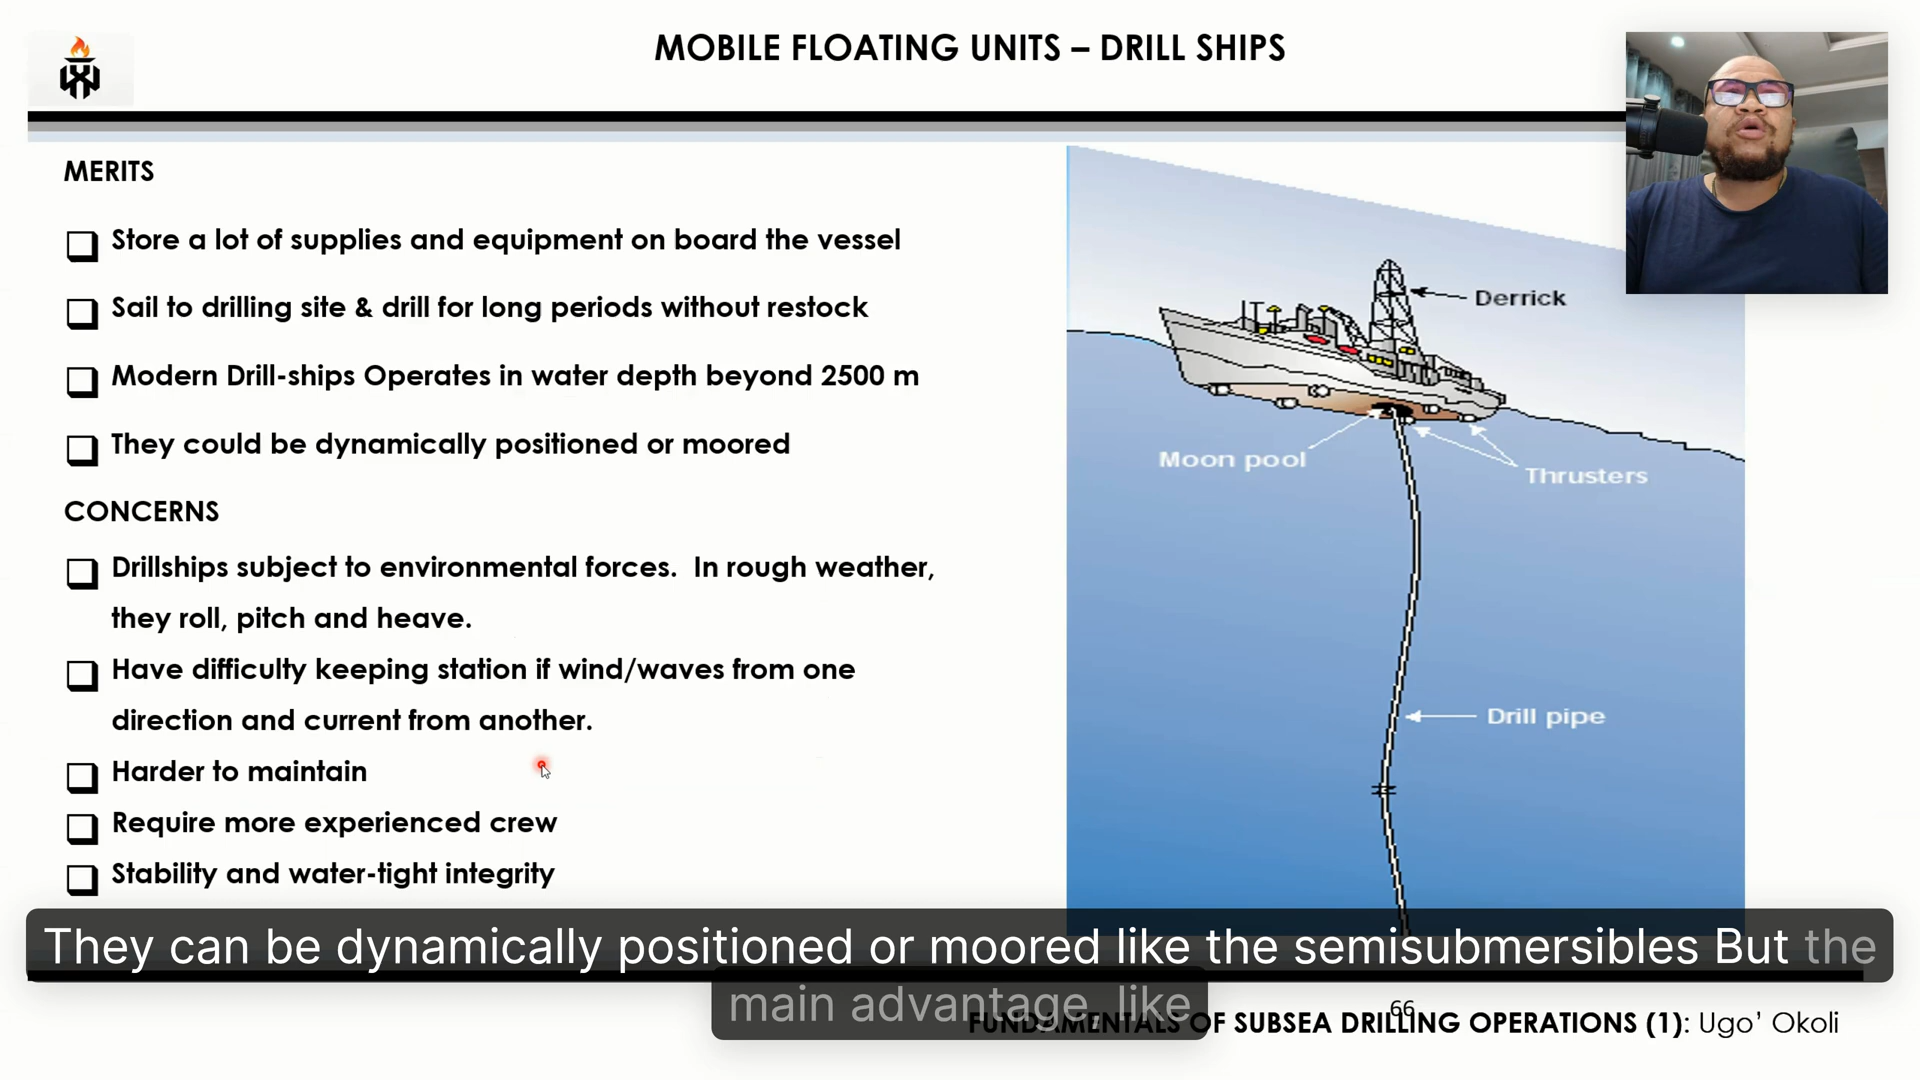 MOBILE FLOATING UNITS – DRILL SHIPS
MERITS
Store a lot of supplies and equipment on board the vessel
Sail to drilling site & drill for long periods without restock
Modern Drill-ships Operates in water depth beyond 2500 m
They could be dynamically positioned or moored
CONCERNS
Drillships subject to environmental forces. In rough weather,
they roll, pitch and heave.
Have difficulty keeping station if wind/waves from one
direction and current from another.
Harder to maintain
Require more experienced crew
Stability and water-tight integrity
Derrick
Moon pool
Thrusters
Drill pipe
They can be dynamically positioned or moored like the semisubmersibles But the
main advantage, like
66
FUNDAMENTALS OF SUBSEA DRILLING OPERATIONS (1): Ugo’ Okoli